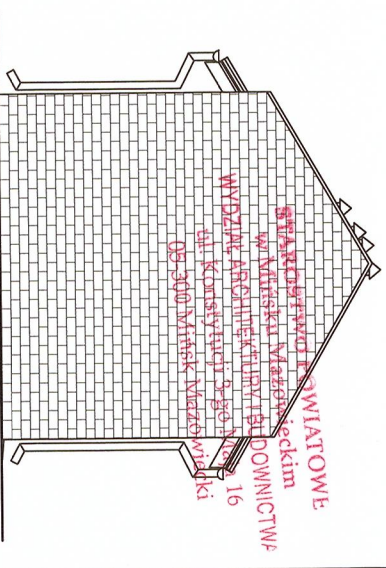 STAROSTWO POWIATOWE
w Mińsku Mazowieckim
WYDZIAŁ ARCHITEKTURY I BUDOWNICTWA
ul. Konstytucji 3-go Maja 16
05-300 Mińsk Mazowiecki